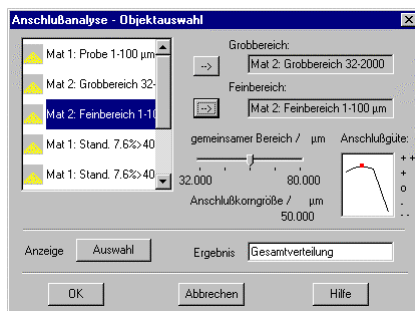 Anschlußanalyse - Objektauswahl
Mat 1: Probe 1-100 µm
Mat 2: Grobbereich 32-
Mat 2: Feinbereich 1-10
Mat 1: Stand. 7.6%>40
Mat 1: Stand. 7.6%>40
Grobbereich:
-->
Mat 2: Grobbereich 32-2000
Feinbereich:
-->
Mat 2: Feinbereich 1-100 µm
gemeinsamer Bereich / µm
Anschlußgüte:
32.000 80.000
Anschlußkorngröße / µm
50.000
+ +
+
o
-
- -
Anzeige Auswahl Ergebnis Gesamtverteilung
OK Abbrechen Hilfe